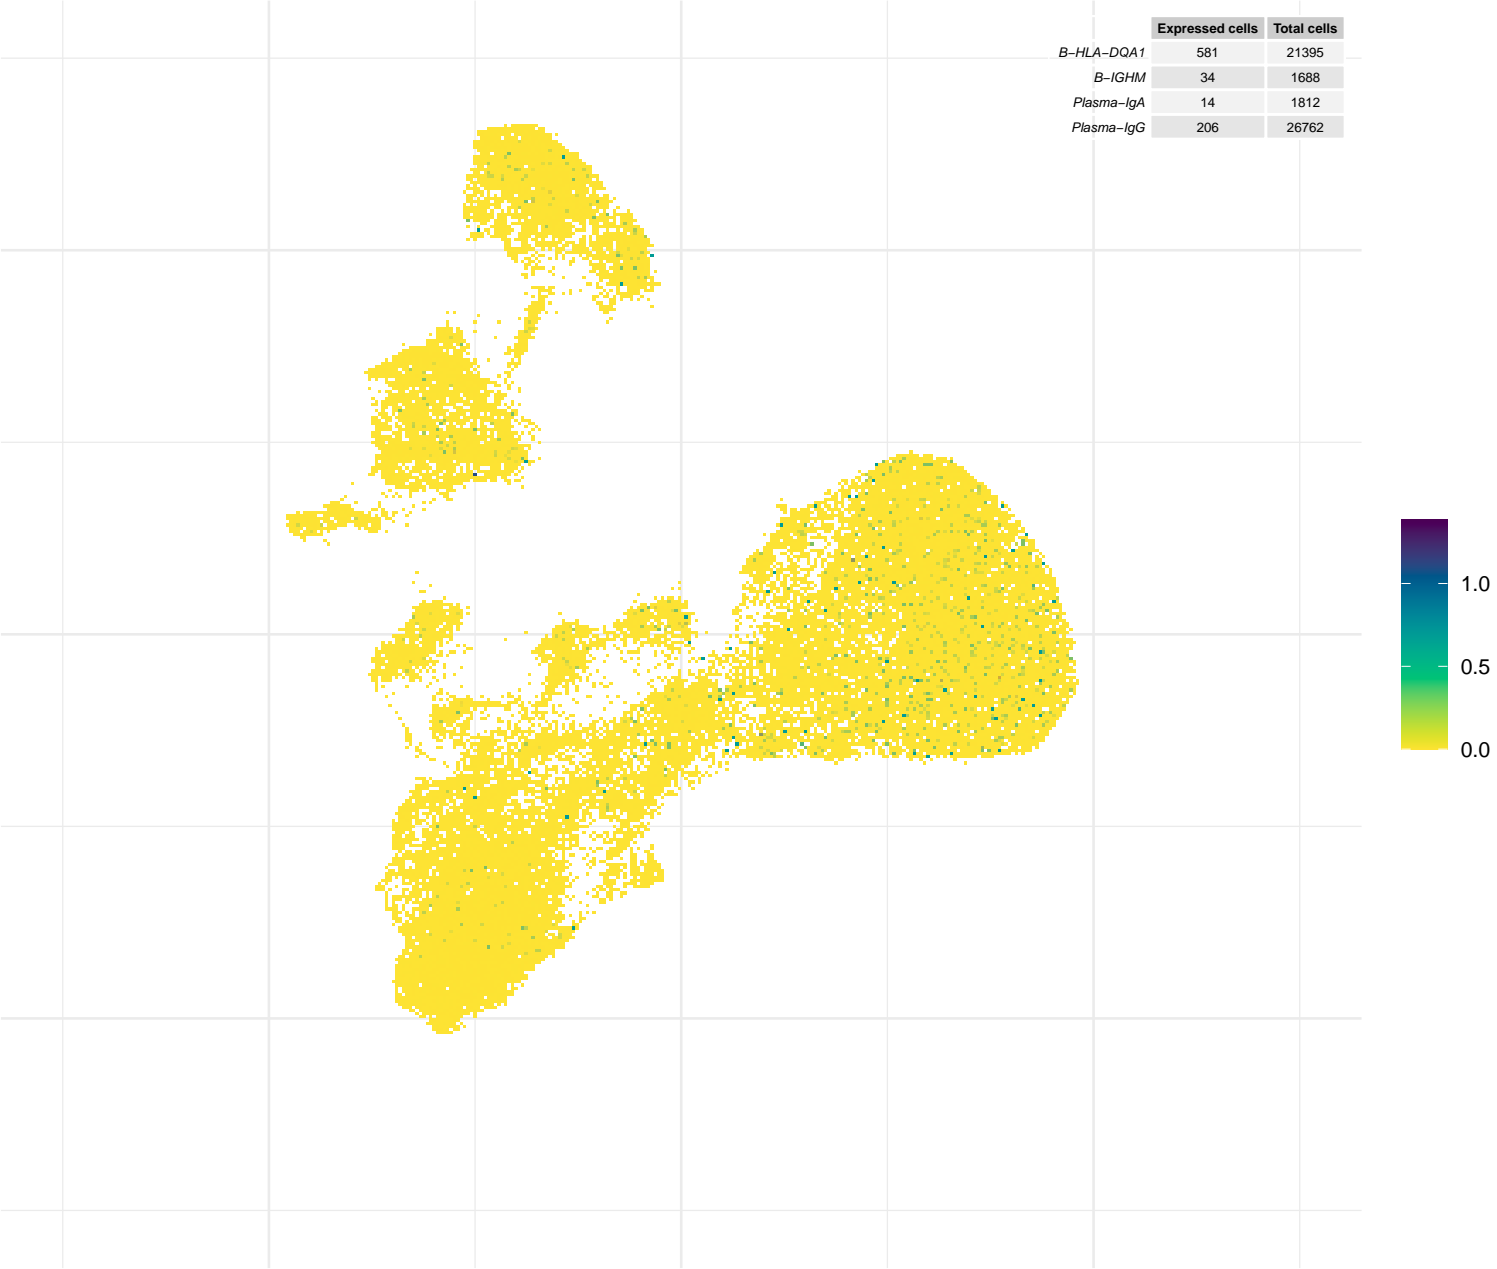 Expressed cells Total cells
B−HLA−DQA1 581 21395
B−IGHM 34 1688
Plasma−IgA 14 1812
Plasma−IgG 206 26762
1.0
0.5
0.0